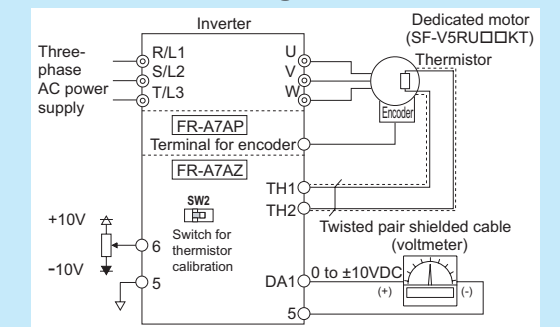 Inverter
Dedicated motor
(SF-V5RU□□KT)
Thermistor
Three-
phase
AC power
supply
R/L1
S/L2
T/L3
U
V
W
Encoder
FR-A7AP
Terminal for encoder
FR-A7AZ
TH1
TH2
SW2
Switch for
thermistor
calibration
Twisted pair shielded cable
(voltmeter)
+10V
-10V
6
5
DA1
0 to ±10VDC
(+)
(-)
5